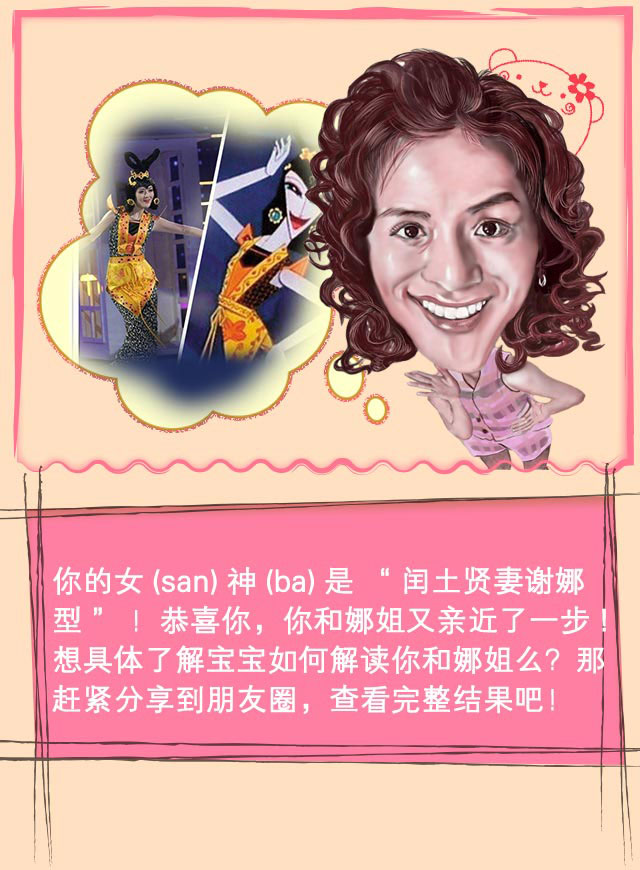 你的女 (san) 神 (ba) 是 “ 闰土贤妻谢娜
型 ” ！恭喜你，你和娜姐又亲近了一步！
想具体了解宝宝如何解读你和娜姐么？那
赶紧分享到朋友圈，查看完整结果吧！